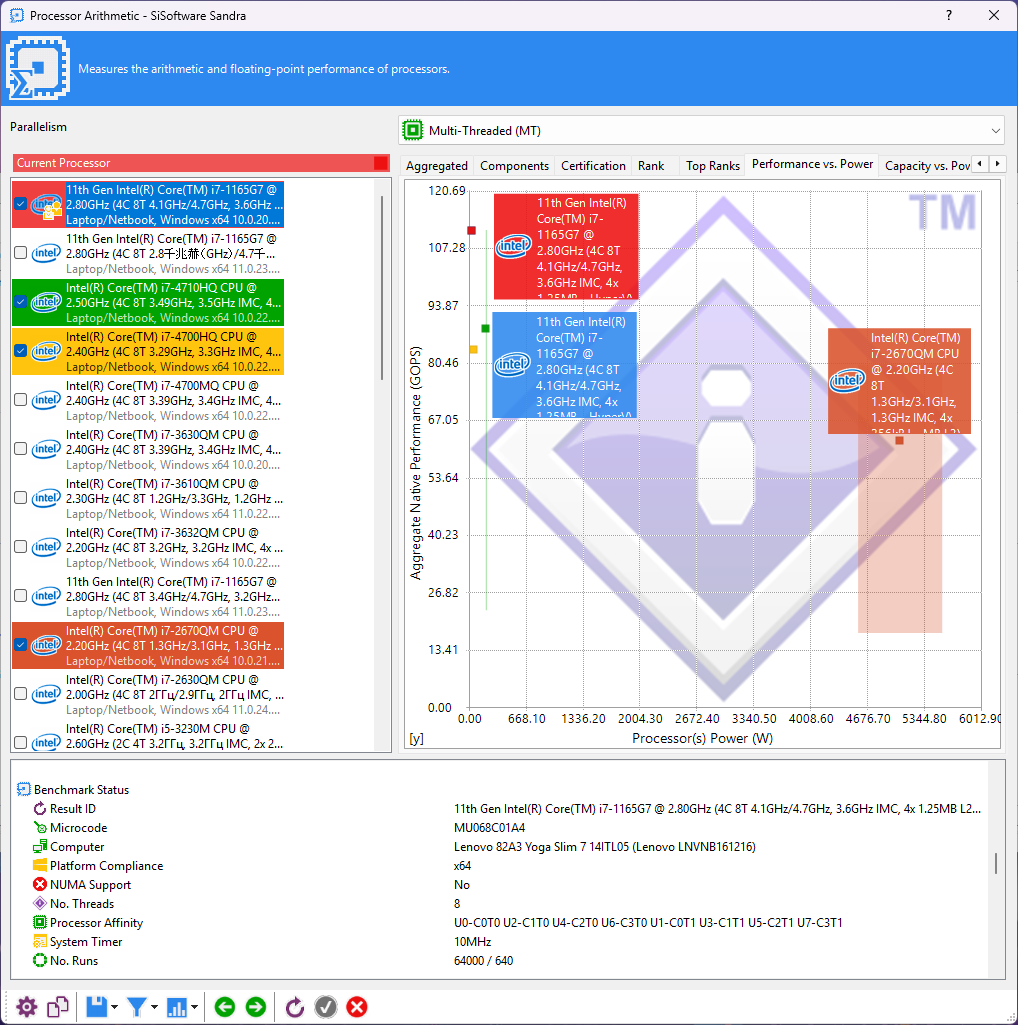 Processor Arithmetic - SiSoftware Sandra
?
Measures the arithmetic and floating-point performance of processors.
Parallelism
Multi-Threaded (MT)
Current Processor
11th Gen Intel(R) Core(TM) i7-1165G7 @
2.80GHz (4C 8T 4.1GHz/4.7GHz, 3.6GHz ...
Laptop/Netbook, Windows x64 10.0.20....
intel
11th Gen Intel(R) Core(TM) i7-1165G7 @
2.80GHz (4C 8T 2.8千兆赫(GHz)/4.7千...
Laptop/Netbook, Windows x64 11.0.23....
intel
Intel(R) Core(TM) i7-4710HQ CPU @
2.50GHz (4C 8T 3.49GHz, 3.5GHz IMC, 4...
Laptop/Netbook, Windows x64 10.0.22....
intel
Intel(R) Core(TM) i7-4700HQ CPU @
2.40GHz (4C 8T 3.29GHz, 3.3GHz IMC, 4...
Laptop/Netbook, Windows x64 10.0.22....
intel
Intel(R) Core(TM) i7-4700MQ CPU @
2.40GHz (4C 8T 3.39GHz, 3.4GHz IMC, 4...
Laptop/Netbook, Windows x64 10.0.22....
intel
Intel(R) Core(TM) i7-3630QM CPU @
2.40GHz (4C 8T 3.39GHz, 3.4GHz IMC, 4...
Laptop/Netbook, Windows x64 10.0.20....
intel
Intel(R) Core(TM) i7-3610QM CPU @
2.30GHz (4C 8T 1.2GHz/3.3GHz, 1.2GHz ...
Laptop/Netbook, Windows x64 11.0.22....
intel
Intel(R) Core(TM) i7-3632QM CPU @
2.20GHz (4C 8T 3.2GHz, 3.2GHz IMC, 4x ...
Laptop/Netbook, Windows x64 10.0.22....
intel
11th Gen Intel(R) Core(TM) i7-1165G7 @
2.80GHz (4C 8T 3.4GHz/4.7GHz, 3.2GHz...
Laptop/Netbook, Windows x64 11.0.23....
intel
Intel(R) Core(TM) i7-2670QM CPU @
2.20GHz (4C 8T 1.3GHz/3.1GHz, 1.3GHz ...
Laptop/Netbook, Windows x64 10.0.21....
intel
Intel(R) Core(TM) i7-2630QM CPU @
2.00GHz (4C 8T 2ГГц/2.9ГГц, 2ГГц IMC, ...
Laptop/Netbook, Windows x64 11.0.24....
intel
Intel(R) Core(TM) i5-3230M CPU @
2.60GHz (2C 4T 3.2ГГц, 3.2ГГц IMC, 2x 2...
intel
Aggregated Components Certification Rank Top Ranks Performance vs. Power Capacity vs. Pov
TM
120.69
107.28
93.87
80.46
67.05
53.64
40.23
26.82
13.41
0.00
Aggregate Native Performance (GOPS)
11th Gen Intel(R)
Core(TM) i7-
1165G7 @
2.80GHz (4C 8T
4.1GHz/4.7GHz,
3.6GHz IMC, 4x
1.25MB HyperV
intel
11th Gen Intel(R)
Core(TM) i7-
1165G7 @
2.80GHz (4C 8T
4.1GHz/4.7GHz,
3.6GHz IMC, 4x
1.25MB HyperV
intel
Intel(R) Core(TM)
i7-2670QM CPU
@ 2.20GHz (4C
8T
1.3GHz/3.1GHz,
1.3GHz IMC, 4x
intel
0.00 668.10 1336.20 2004.30 2672.40 3340.50 4008.60 4676.70 5344.80 6012.90
[y] Processor(s) Power (W)
Benchmark Status
Result ID 11th Gen Intel(R) Core(TM) i7-1165G7 @ 2.80GHz (4C 8T 4.1GHz/4.7GHz, 3.6GHz IMC, 4x 1.25MB L2...
Microcode MU068C01A4
Computer Lenovo 82A3 Yoga Slim 7 14ITL05 (Lenovo LNVNB161216)
Platform Compliance x64
NUMA Support No
No. Threads 8
Processor Affinity U0-C0T0 U2-C1T0 U4-C2T0 U6-C3T0 U1-C0T1 U3-C1T1 U5-C2T1 U7-C3T1
System Timer 10MHz
No. Runs 64000 / 640